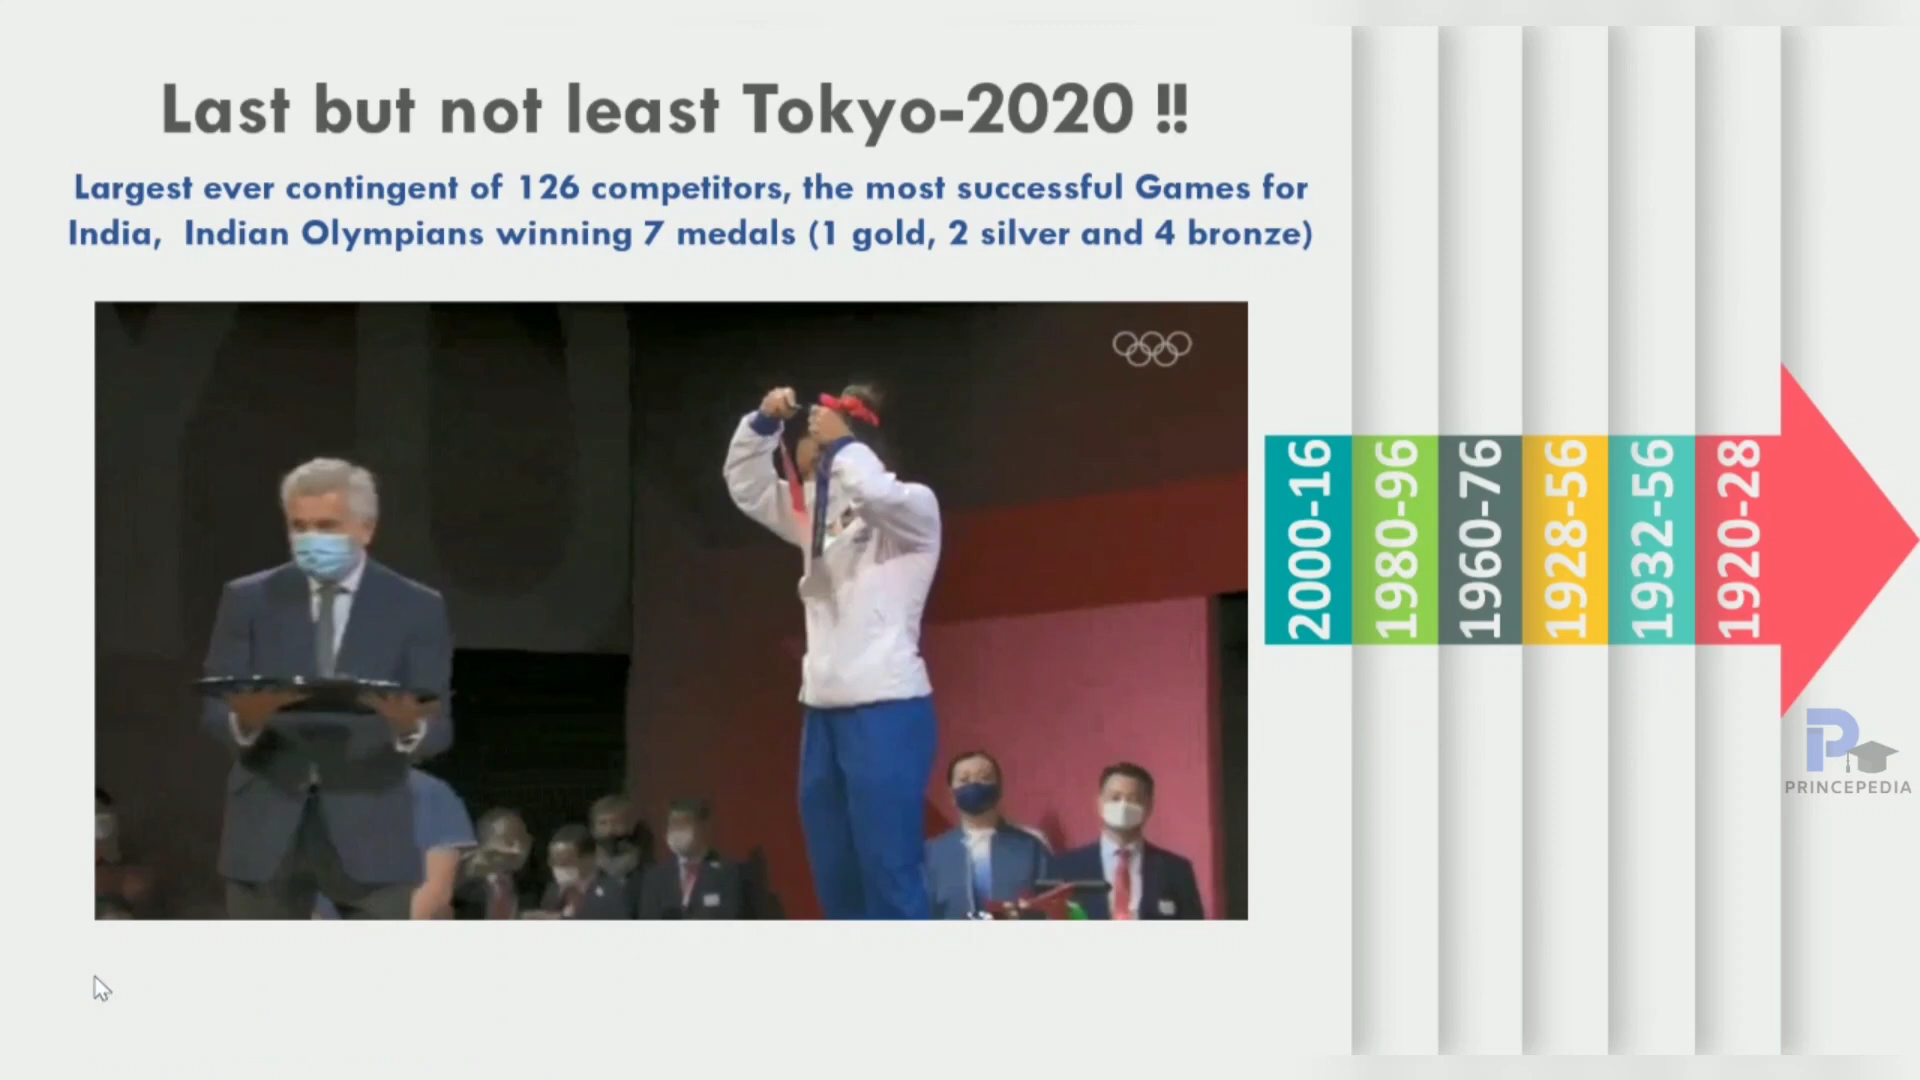 Last but not least Tokyo-2020 !!
Largest ever contingent of 126 competitors, the most successful Games for
India, Indian Olympians winning 7 medals (1 gold, 2 silver and 4 bronze)
2000-16
1980-96
1960-76
1928-56
1932-56
1920-28
PRINCEPEDIA